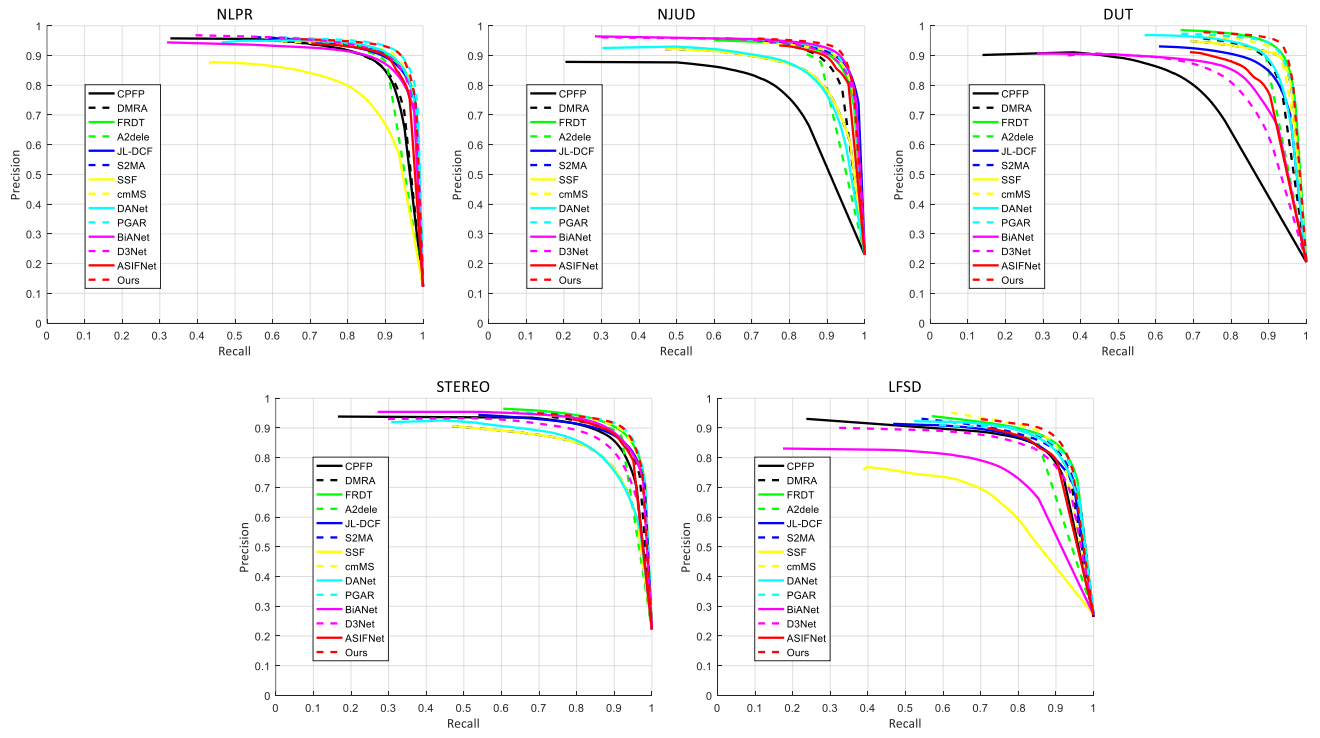 NLPR
1
0.9
0.8
0.7
0.6
0.5
0.4
0.3
0.2
0.1
0
Precision
CPFP
DMRA
FRDT
A2dele
JL-DCF
S2MA
SSF
cmMS
DANet
PGAR
BiANet
D3Net
ASIFNet
Ours
0 0.1 0.2 0.3 0.4 0.5 0.6 0.7 0.8 0.9 1
Recall
NJUD
1
0.9
0.8
0.7
0.6
0.5
0.4
0.3
0.2
0.1
0
Precision
CPFP
DMRA
FRDT
A2dele
JL-DCF
S2MA
SSF
cmMS
DANet
PGAR
BiANet
D3Net
ASIFNet
Ours
0 0.1 0.2 0.3 0.4 0.5 0.6 0.7 0.8 0.9 1
Recall
DUT
1
0.9
0.8
0.7
0.6
0.5
0.4
0.3
0.2
0.1
0
Precision
CPFP
DMRA
FRDT
A2dele
JL-DCF
S2MA
SSF
cmMS
DANet
PGAR
BiANet
D3Net
ASIFNet
Ours
0 0.1 0.2 0.3 0.4 0.5 0.6 0.7 0.8 0.9 1
Recall
STEREO
1
0.9
0.8
0.7
0.6
0.5
0.4
0.3
0.2
0.1
0
Precision
CPFP
DMRA
FRDT
A2dele
JL-DCF
S2MA
SSF
cmMS
DANet
PGAR
BiANet
D3Net
ASIFNet
Ours
0 0.1 0.2 0.3 0.4 0.5 0.6 0.7 0.8 0.9 1
Recall
LFSD
1
0.9
0.8
0.7
0.6
0.5
0.4
0.3
0.2
0.1
0
Precision
CPFP
DMRA
FRDT
A2dele
JL-DCF
S2MA
SSF
cmMS
DANet
PGAR
BiANet
D3Net
ASIFNet
Ours
0 0.1 0.2 0.3 0.4 0.5 0.6 0.7 0.8 0.9 1
Recall